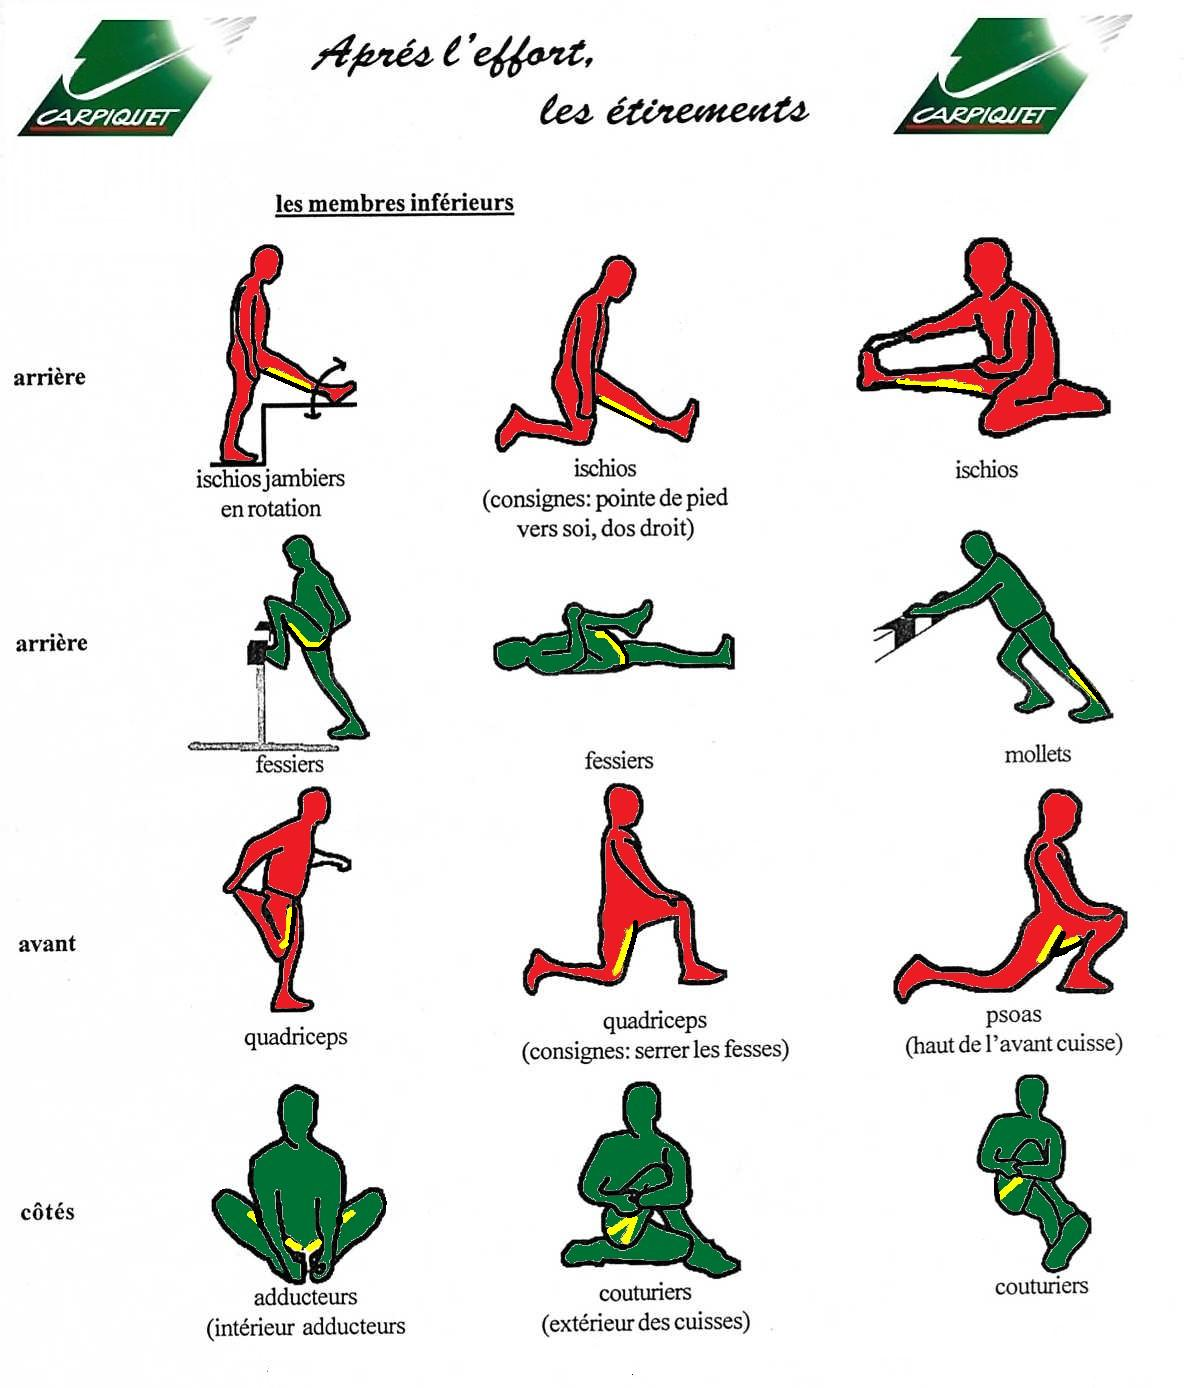 CARPIQUET
Aprés l'effort,
les étirements
CARPIQUET
les membres inférieurs
arrière
ischios jambiers
en rotation
ischios
(consignes: pointe de pied
vers soi, dos droit)
ischios
arrière
fessiers
fessiers
mollets
avant
quadriceps
quadriceps
(consignes: serrer les fesses)
psoas
(haut de l'avant cuisse)
côtés
adducteurs
(intérieur adducteurs
couturiers
(extérieur des cuisses)
couturiers